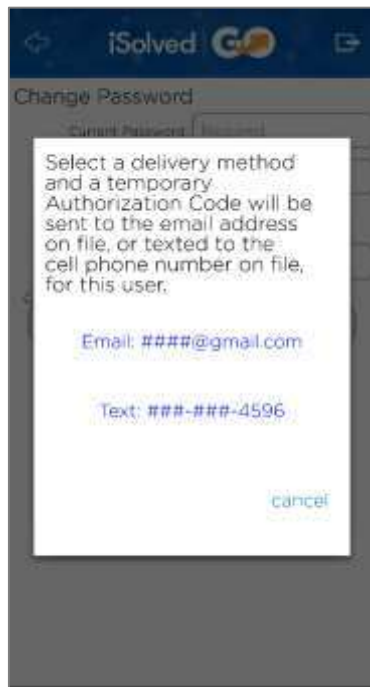 iSolved GO
Change Password
Current Password Required
Select a delivery method
and a temporary
Authorization Code will be
sent to the email address
on file, or texted to the
cell phone number on file,
for this user.
Email: ####@gmail.com
Text: ###-###-4596
cancel